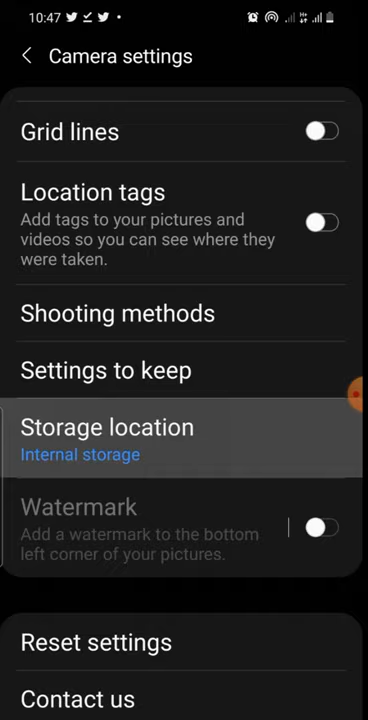 10:47
Camera settings
Grid lines
Location tags
Add tags to your pictures and
videos so you can see where they
were taken.
Shooting methods
Settings to keep
Storage location
Internal storage
Watermark
Add a watermark to the bottom
left corner of your pictures.
Reset settings
Contact us